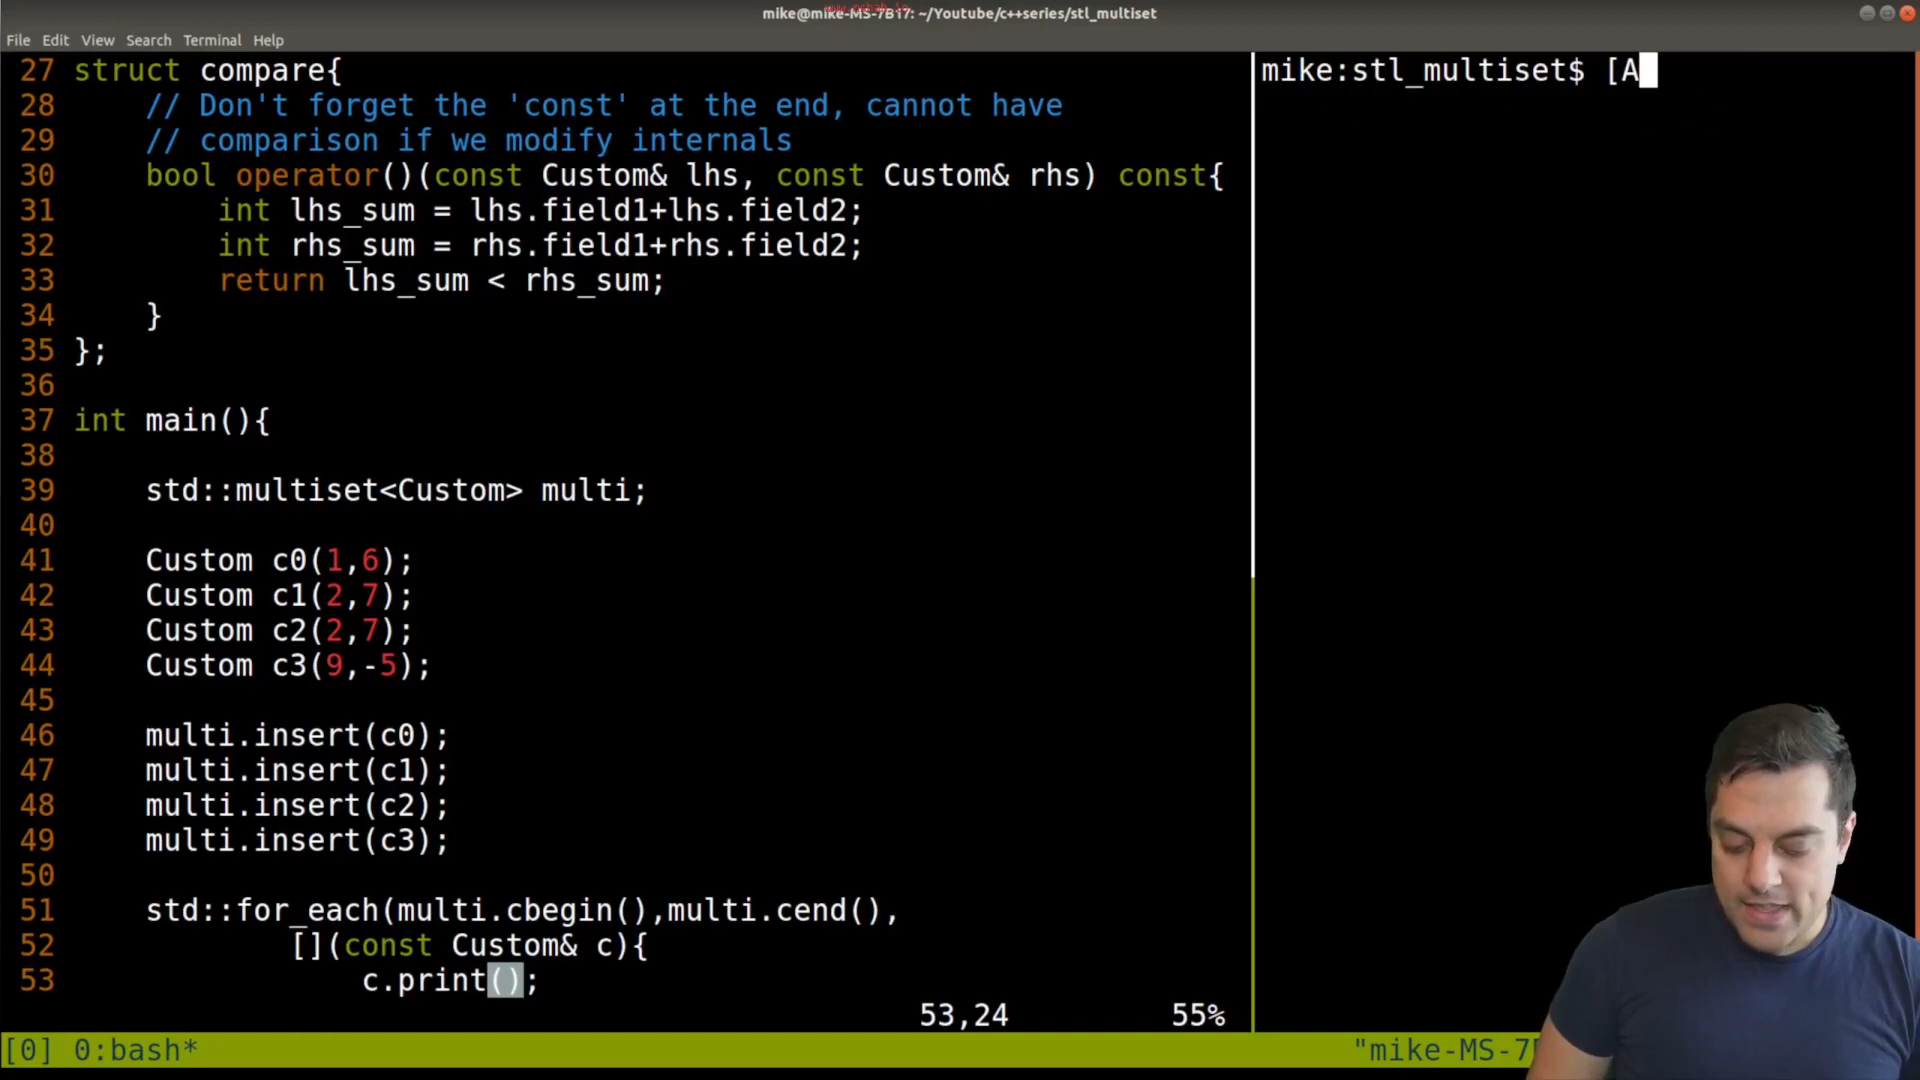 mike@mike-MS-7B17: ~/Youtube/c++series/stl_multiset
File Edit View Search Terminal Help
27 struct compare{
28     // Don't forget the 'const' at the end, cannot have
29     // comparison if we modify internals
30     bool operator()(const Custom& lhs, const Custom& rhs) const{
31         int lhs_sum = lhs.field1+lhs.field2;
32         int rhs_sum = rhs.field1+rhs.field2;
33         return lhs_sum < rhs_sum;
34     }
35 };
36
37 int main(){
38
39     std::multiset<Custom> multi;
40
41     Custom c0(1,6);
42     Custom c1(2,7);
43     Custom c2(2,7);
44     Custom c3(9,-5);
45
46     multi.insert(c0);
47     multi.insert(c1);
48     multi.insert(c2);
49     multi.insert(c3);
50
51     std::for_each(multi.cbegin(),multi.cend(),
52             [](const Custom& c){
53                 c.print();
53,24 55%
mike:stl_multiset$ [A
[0] 0:bash* "mike-MS-7